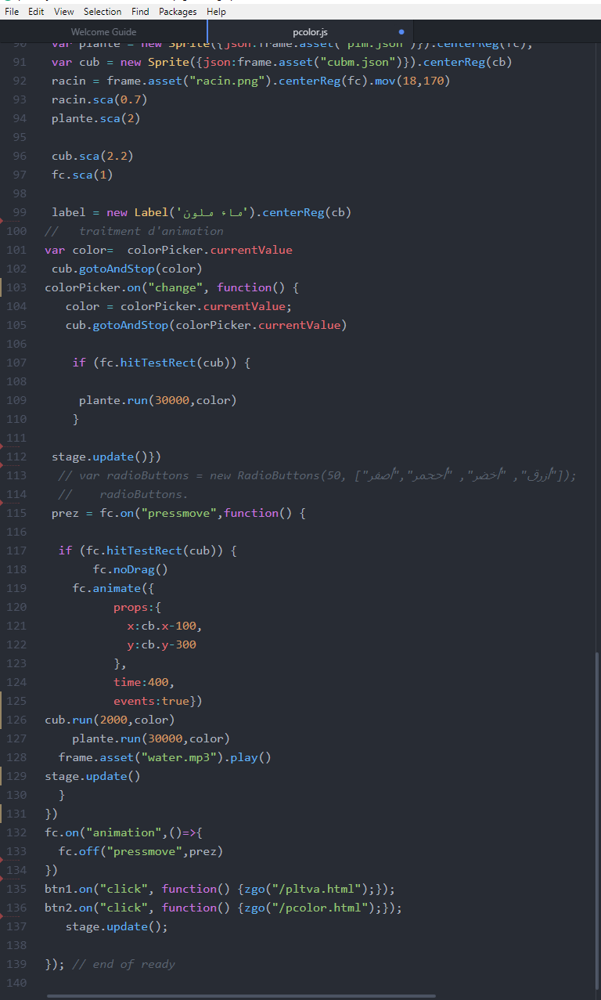 File Edit View Selection Find Packages Help
Welcome Guide
pcolor.js
90 var plante = new Sprite({json:frame.asset("plm.json")}).centerReg(fc);
91 var cub = new Sprite({json:frame.asset("cubm.json")}).centerReg(cb)
92 racin = frame.asset("racin.png").centerReg(fc).mov(18,170)
93 racin.sca(0.7)
94 plante.sca(2)
95
96 cub.sca(2.2)
97 fc.sca(1)
98
99 label = new Label('ماء ملون').centerReg(cb)
100 // traitment d'animation
101 var color= colorPicker.currentValue
102 cub.gotoAndStop(color)
103 colorPicker.on("change", function() {
104 color = colorPicker.currentValue;
105 cub.gotoAndStop(colorPicker.currentValue)
106
107 if (fc.hitTestRect(cub)) {
108
109 plante.run(30000,color)
110 }
111
112 stage.update()})
113 // var radioButtons = new RadioButtons(50, ["أزرق", "أخضر", "أححمر","أصفر"]);
114 // radioButtons.
115 prez = fc.on("pressmove",function() {
116
117 if (fc.hitTestRect(cub)) {
118 fc.noDrag()
119 fc.animate({
120 props:{
121 x:cb.x-100,
122 y:cb.y-300
123 },
124 time:400,
125 events:true})
126 cub.run(2000,color)
127 plante.run(30000,color)
128 frame.asset("water.mp3").play()
129 stage.update()
130 }
131 })
132 fc.on("animation",()=>{
133 fc.off("pressmove",prez)
134 })
135 btn1.on("click", function() {zgo("/pltva.html");});
136 btn2.on("click", function() {zgo("/pcolor.html");});
137 stage.update();
138
139 }); // end of ready
140